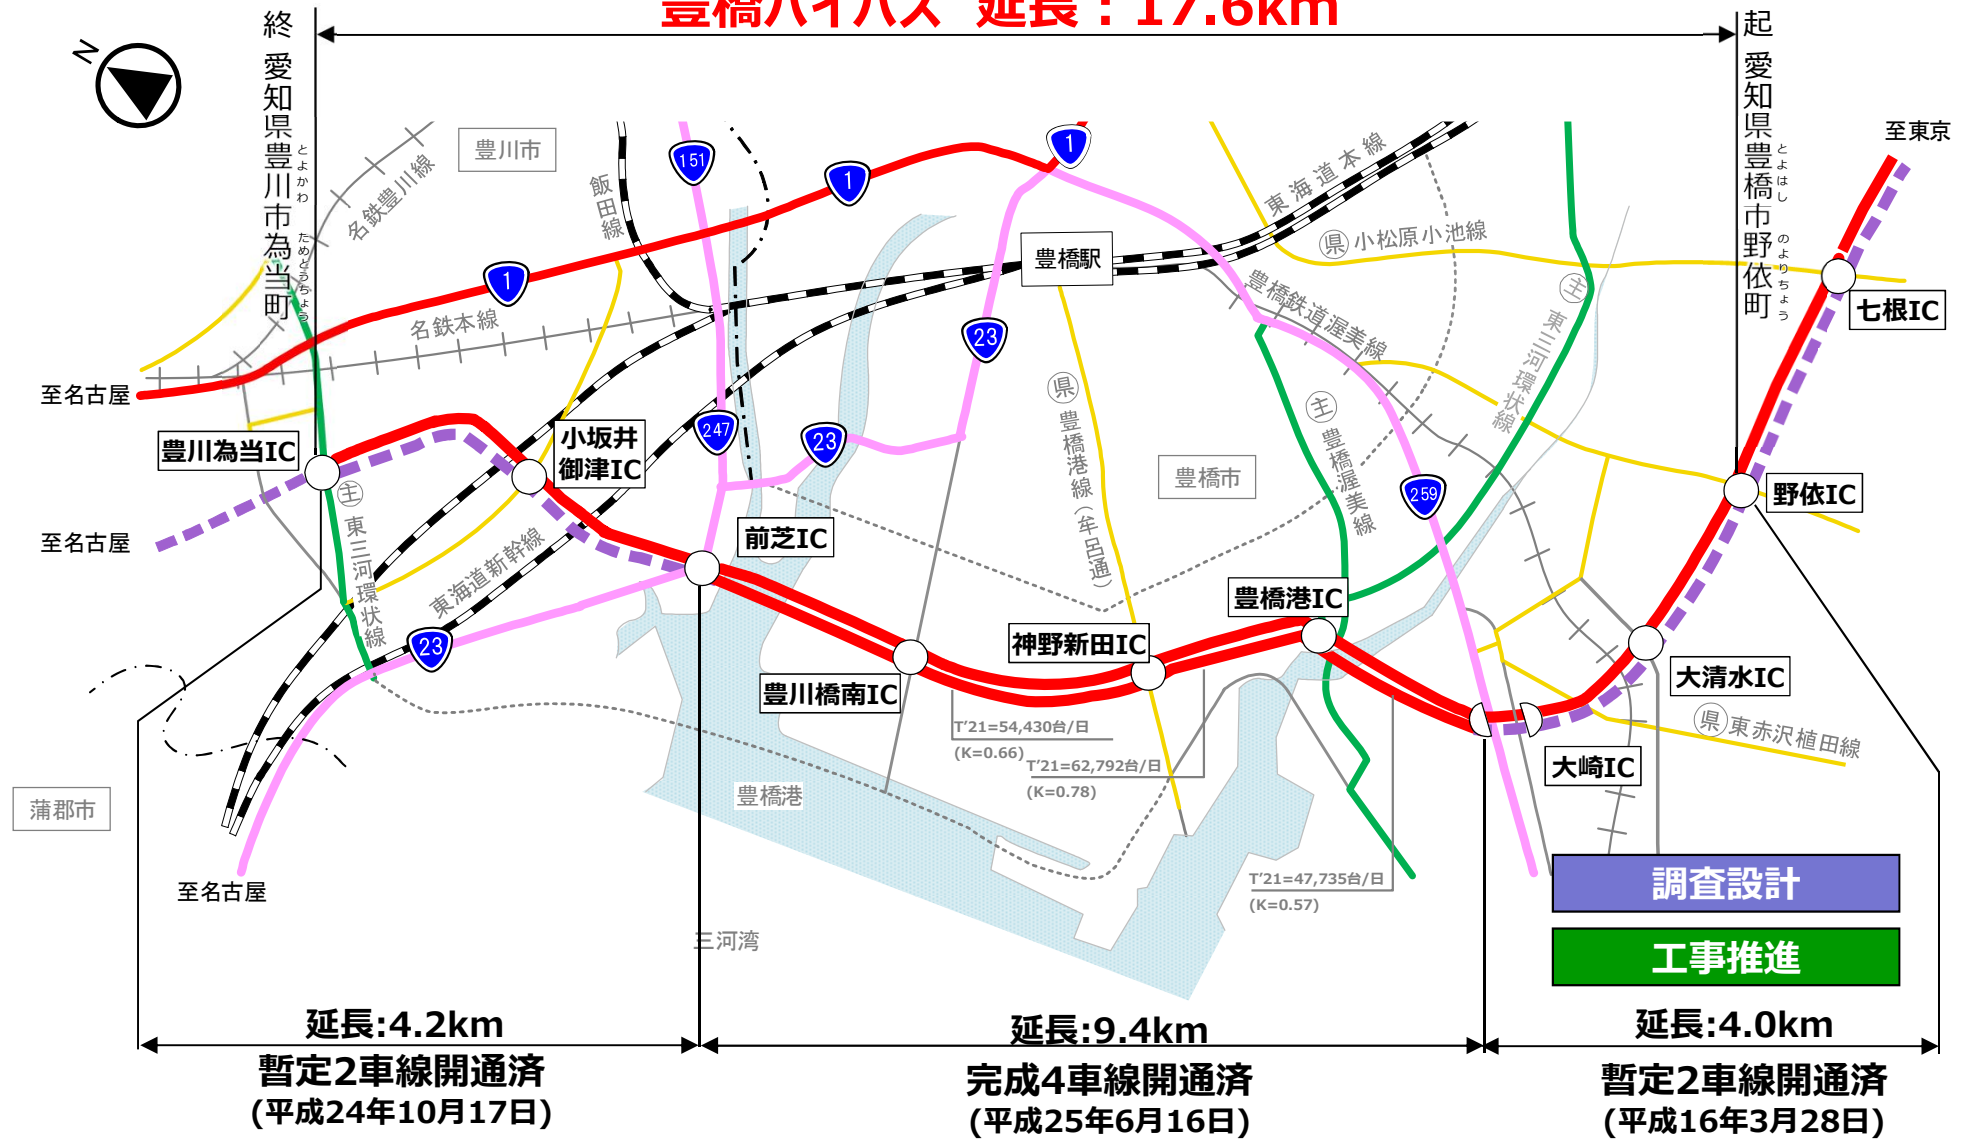 豊橋バイパス 延長：17.6km
終 愛知県豊川市為当町
とよかわ
ためとうちょう
起 愛知県豊橋市野依町
とよはし
のよりちょう
N
至東京
豊川市
151
1
1
1
名鉄豊川線
飯田線
東海道本線
県 小松原小池線
豊橋駅
七根IC
名鉄本線
豊橋鉄道渥美線
主 東三河環状線
23
至名古屋
県 豊橋港線（牟呂通）
主 豊橋渥美線
豊川為当IC
小坂井
御津IC
247
23
豊橋市
259
野依IC
主 東三河環状線
至名古屋
前芝IC
東海道新幹線
豊橋港IC
23
神野新田IC
大清水IC
豊川橋南IC
県 東赤沢植田線
T'21=54,430台/日
(K=0.66)
T'21=62,792台/日
(K=0.78)
大崎IC
豊橋港
蒲郡市
T'21=47,735台/日
(K=0.57)
至名古屋
三河湾
調査設計
工事推進
延長:4.2km
暫定2車線開通済
(平成24年10月17日)
延長:9.4km
完成4車線開通済
(平成25年6月16日)
延長:4.0km
暫定2車線開通済
(平成16年3月28日)